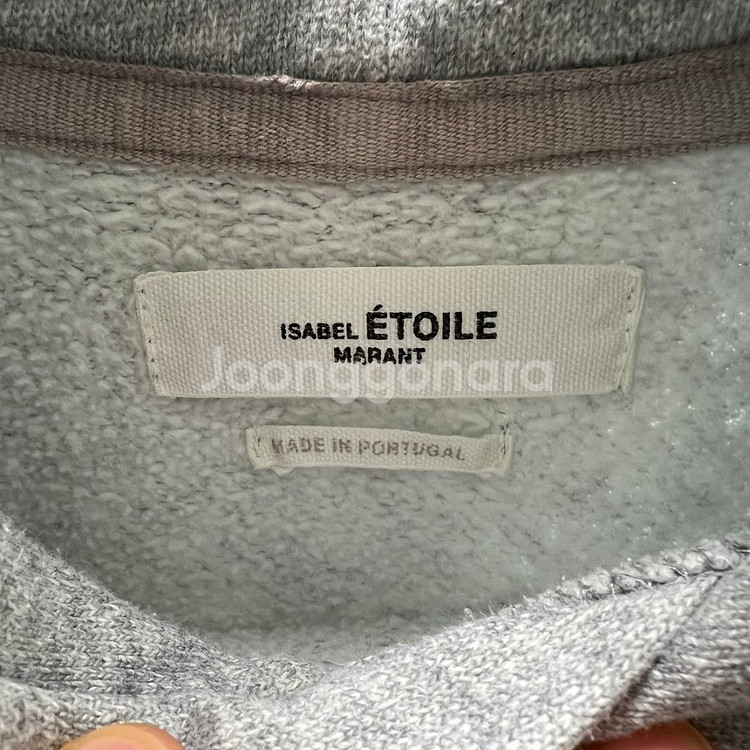 ISABEL ÉTOILE
MARANT
Joonggonara
MADE IN PORTUGAL